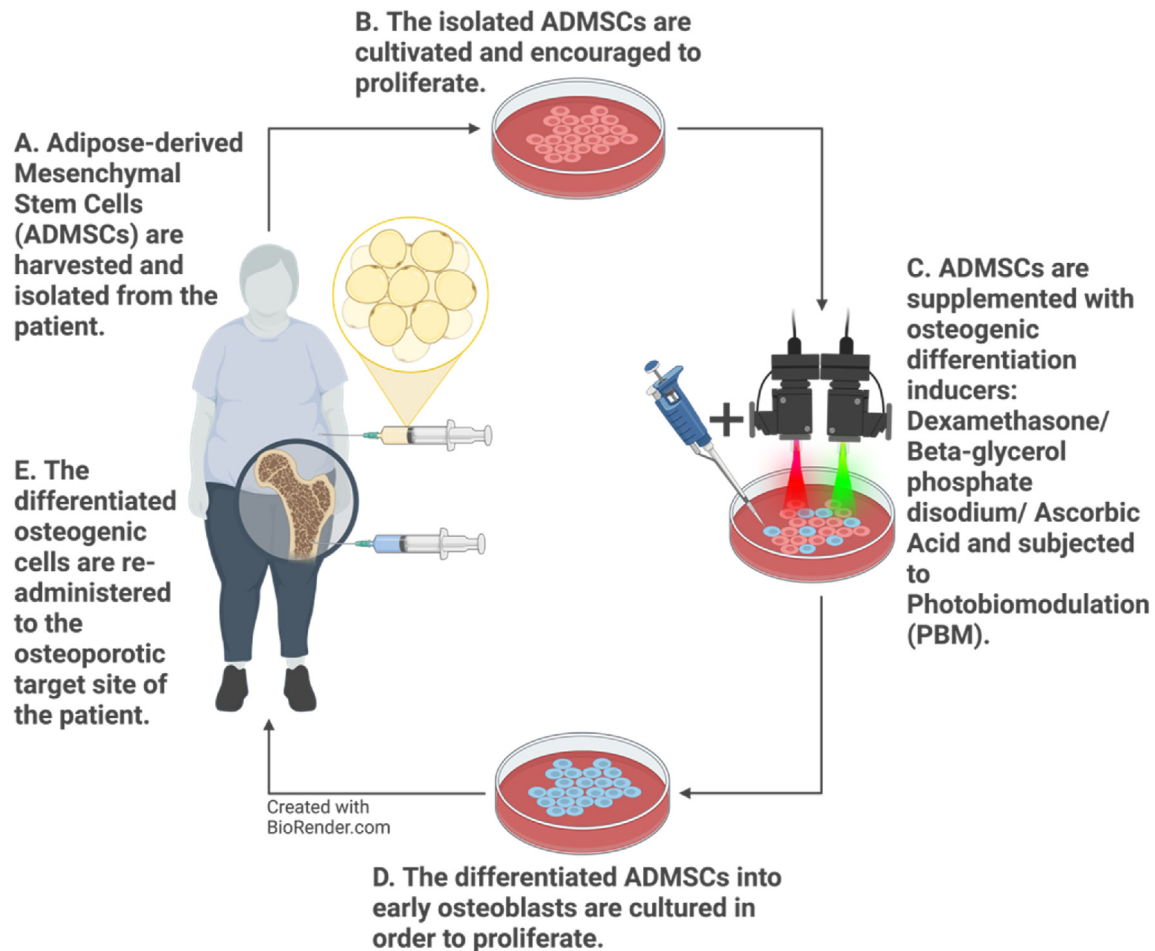 B. The isolated ADMSCs are
cultivated and encouraged to
proliferate.
A. Adipose-derived
Mesenchymal
Stem Cells
(ADMSCs) are
harvested and
isolated from the
patient.
C. ADMSCs are
supplemented with
osteogenic
differentiation
inducers:
Dexamethasone/
Beta-glycerol
phosphate
disodium/ Ascorbic
Acid and subjected
to
Photobiomodulation
(PBM).
E. The
differentiated
osteogenic
cells are re-
administered
to the
osteoporotic
target site of
the patient.
Created with
BioRender.com
D. The differentiated ADMSCs into
early osteoblasts are cultured in
order to proliferate.